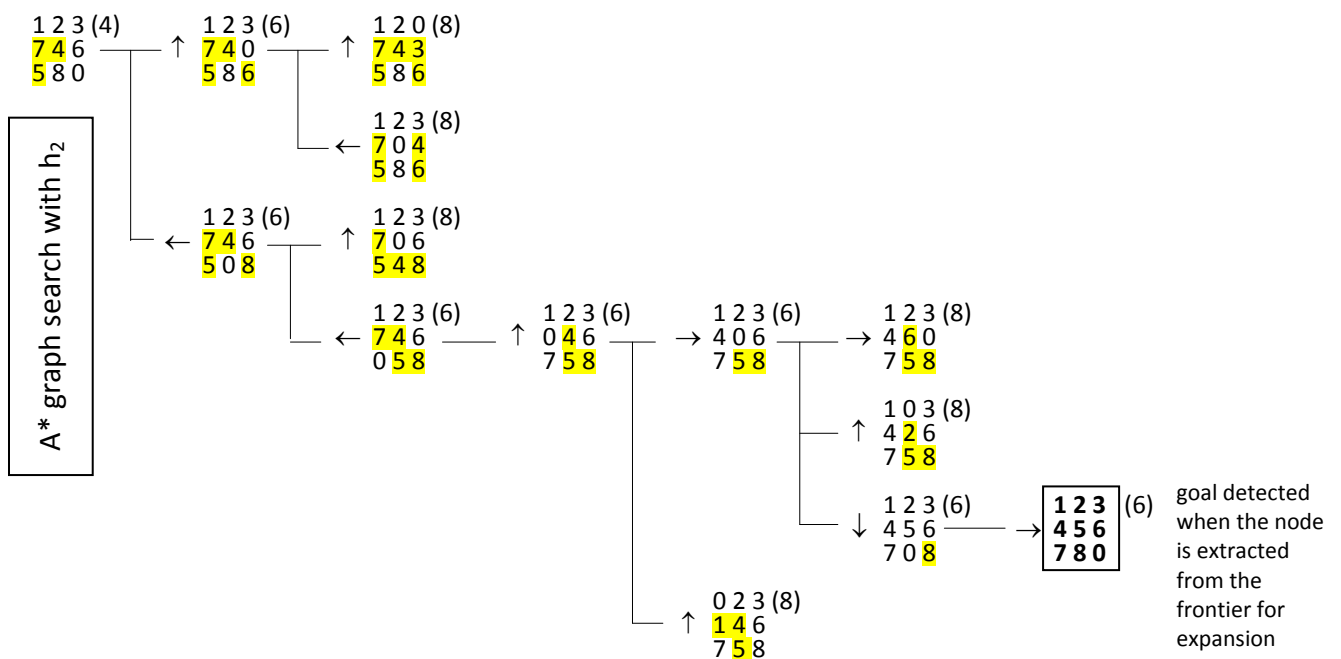 1 2 3 (4)
7 4 6
5 8 0
↑
1 2 3 (6)
7 4 0
5 8 6
↑
1 2 0 (8)
7 4 3
5 8 6
←
1 2 3 (8)
7 0 4
5 8 6
A* graph search with h₂
←
1 2 3 (6)
7 4 6
5 0 8
↑
1 2 3 (8)
7 0 6
5 4 8
←
1 2 3 (6)
7 4 6
0 5 8
↑
1 2 3 (6)
0 4 6
7 5 8
→
1 2 3 (6)
4 0 6
7 5 8
→
1 2 3 (8)
4 6 0
7 5 8
↑
1 0 3 (8)
4 2 6
7 5 8
↓
1 2 3 (6)
4 5 6
7 0 8
→
1 2 3 (6)
4 5 6
7 8 0
goal detected
when the node
is extracted
from the
frontier for
expansion
↑
0 2 3 (8)
1 4 6
7 5 8